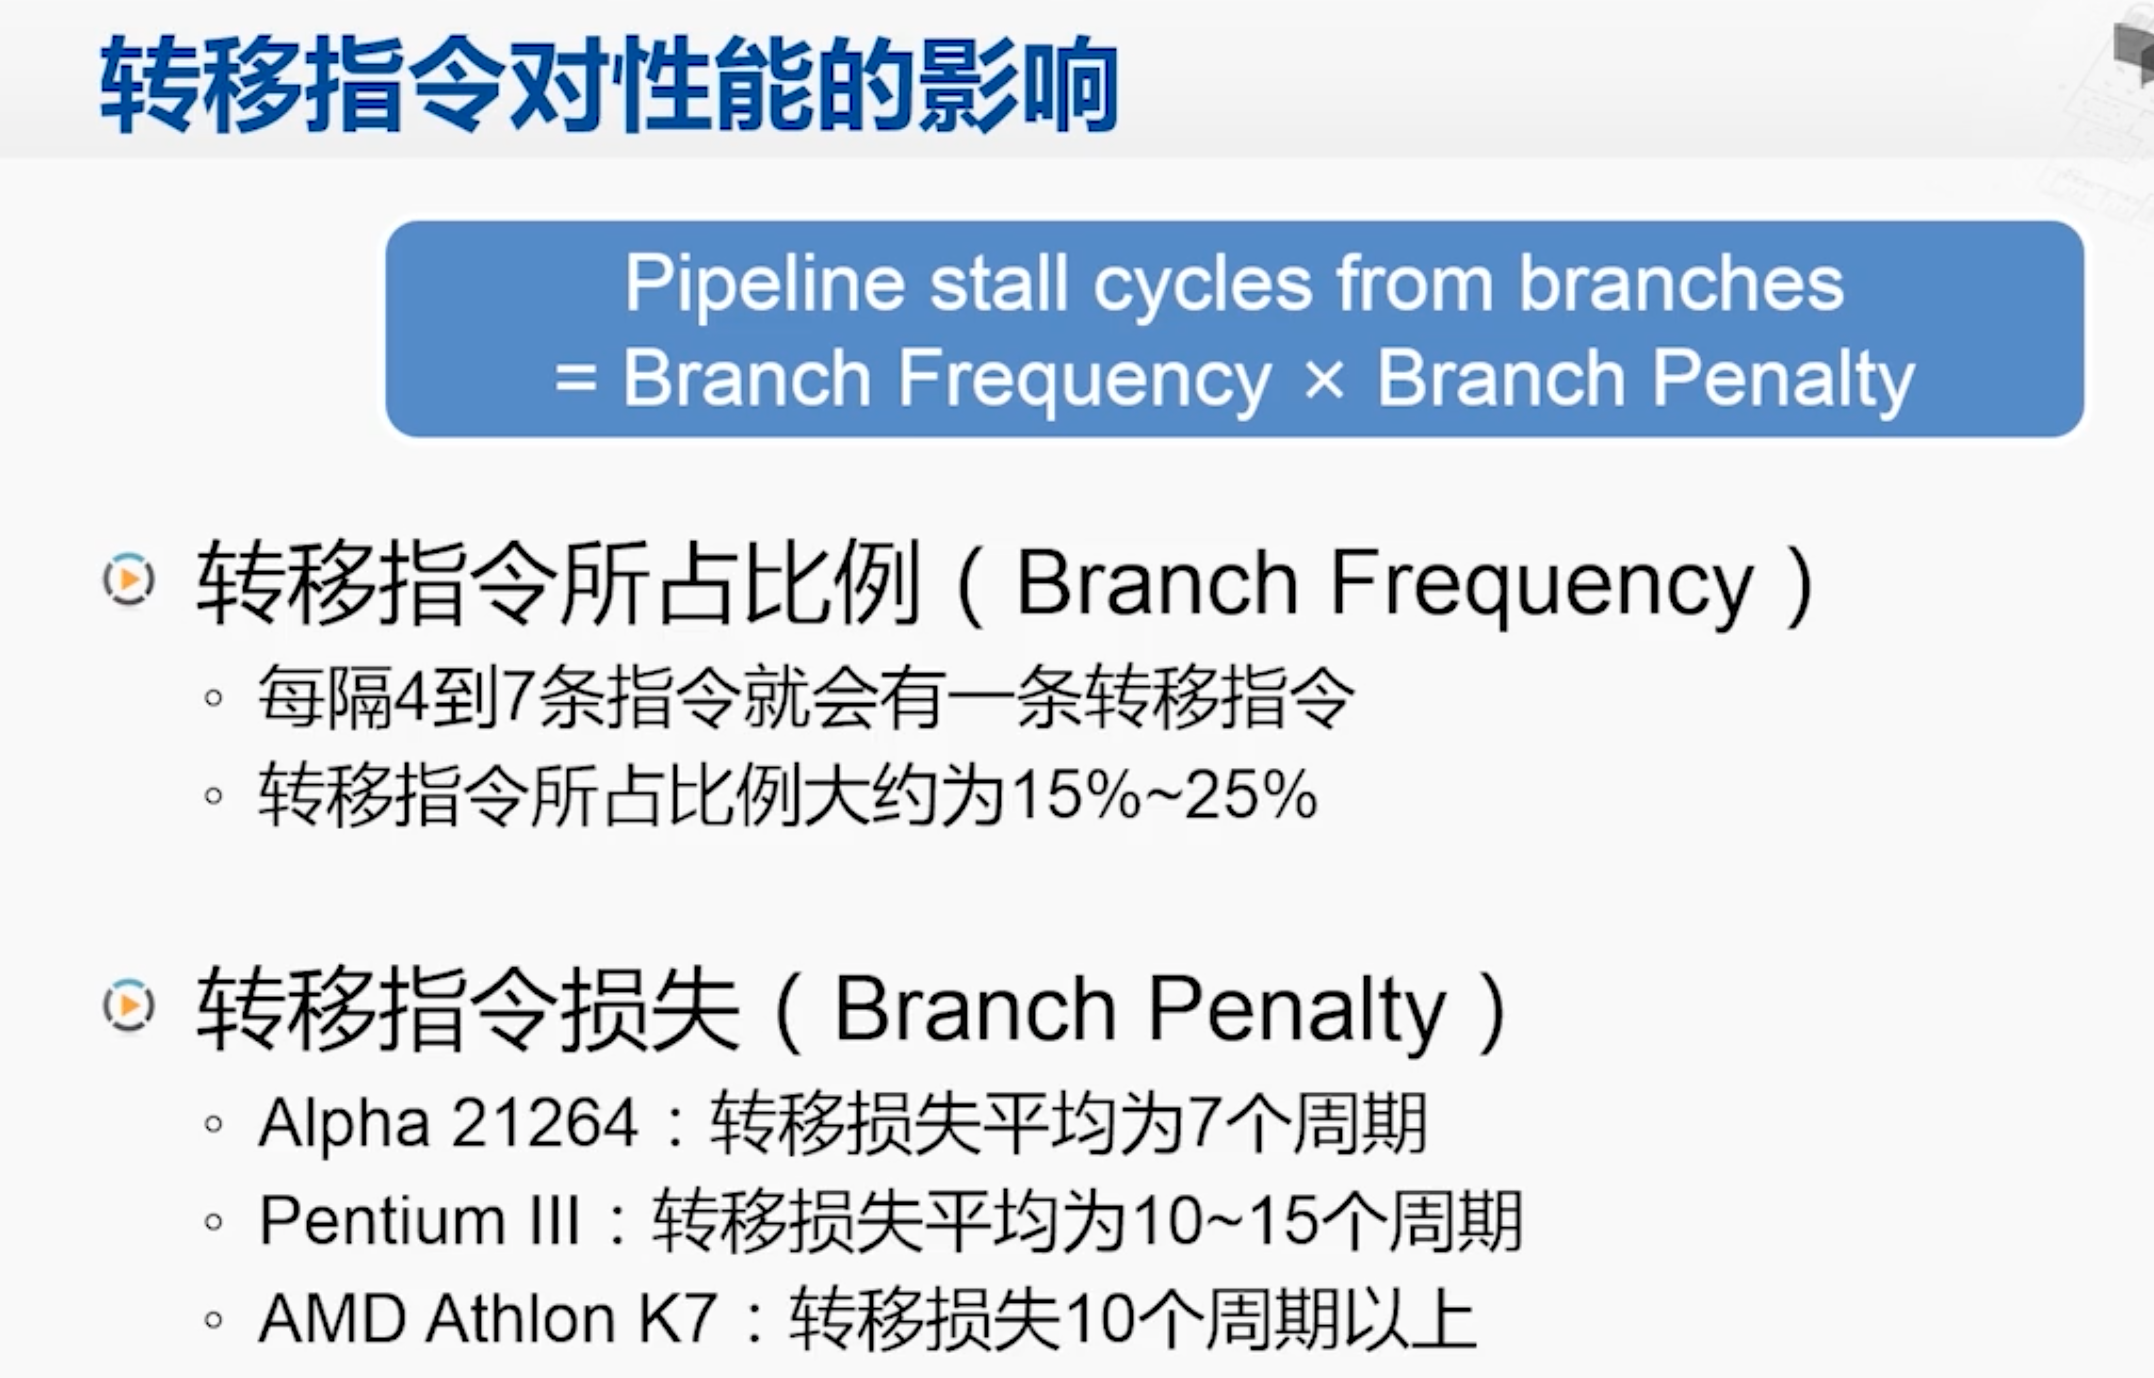 转移指令对性能的影响
Pipeline stall cycles from branches
= Branch Frequency × Branch Penalty
转移指令所占比例（Branch Frequency）
每隔4到7条指令就会有一条转移指令
转移指令所占比例大约为15%~25%
转移指令损失（Branch Penalty）
Alpha 21264：转移损失平均为7个周期
Pentium III：转移损失平均为10~15个周期
AMD Athlon K7：转移损失10个周期以上